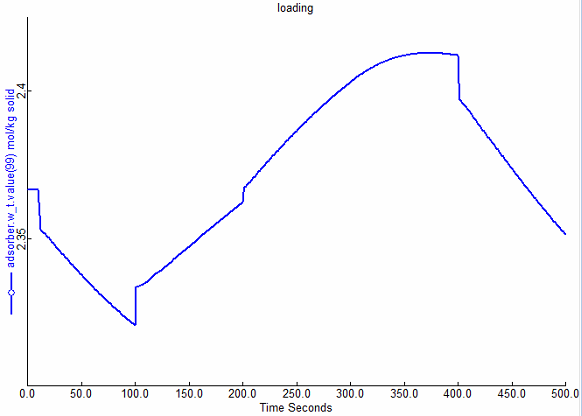 loading
adsorber.w_t.value(99) mol/kg solid
2.4
2.35
0.0 50.0 100.0 150.0 200.0 250.0 300.0 350.0 400.0 450.0 500.0
Time Seconds